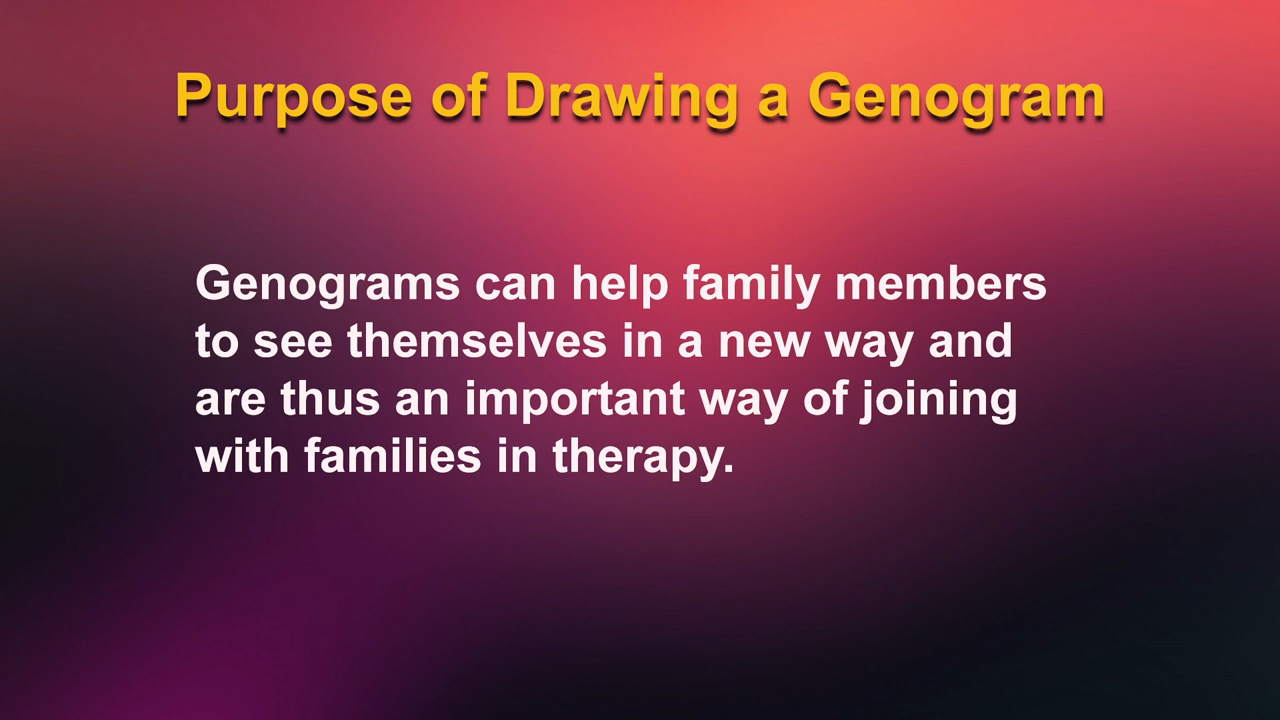 Purpose of Drawing a Genogram
Genograms can help family members
to see themselves in a new way and
are thus an important way of joining
with families in therapy.